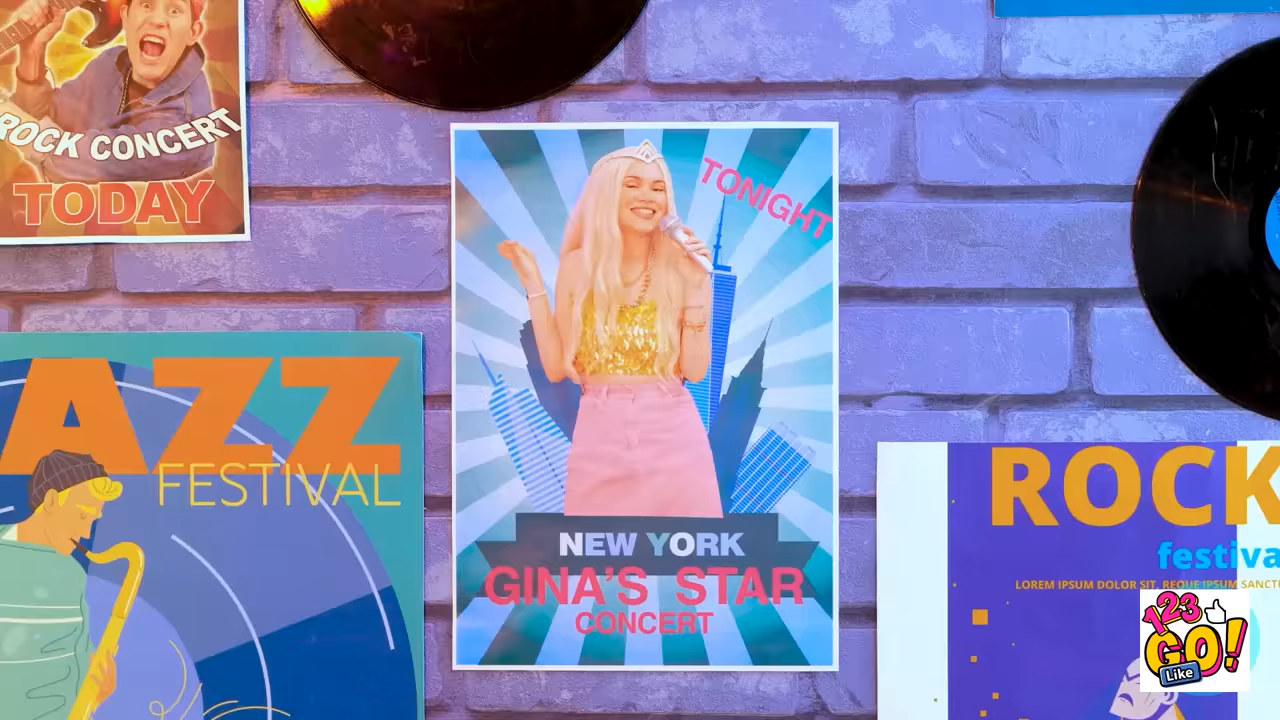 ROCK CONCERT
TODAY
TONIGHT
NEW YORK
GINA'S STAR
CONCERT
AZZ
FESTIVAL
ROCK
festiva
LOREM IPSUM DOLOR SIT, REQUE IPSUM SANCTU
123
GO!
Like